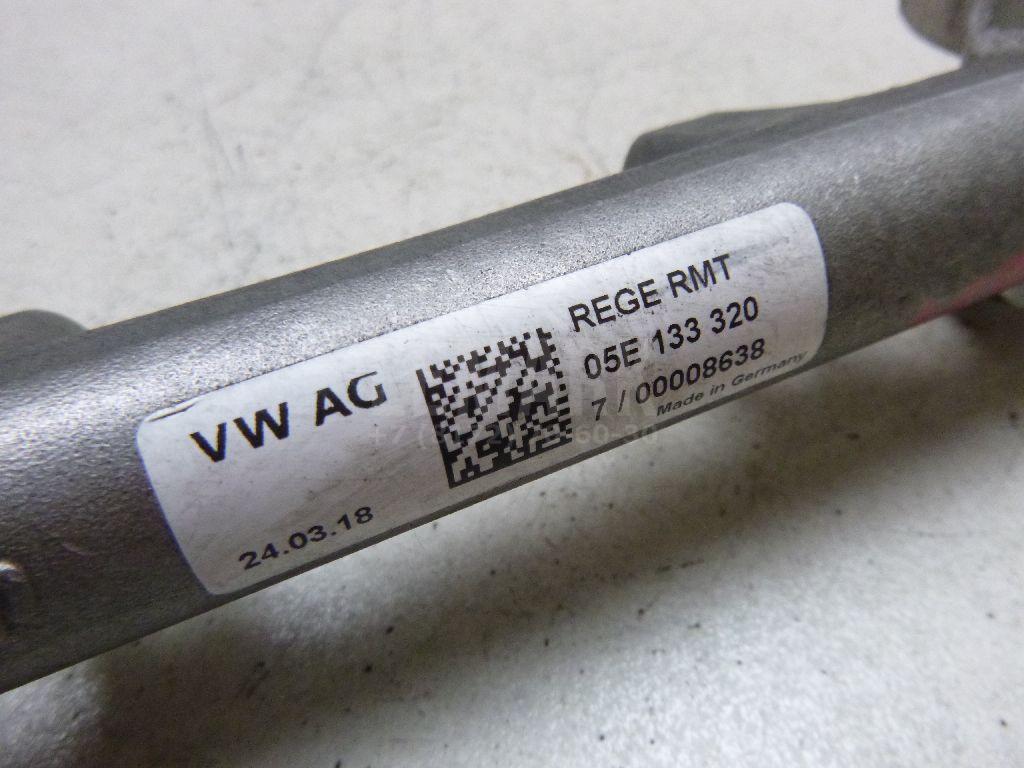 VW AG
24.03.18
REGE RMT
05E 133 320
7 / 00008638
Made in Germany